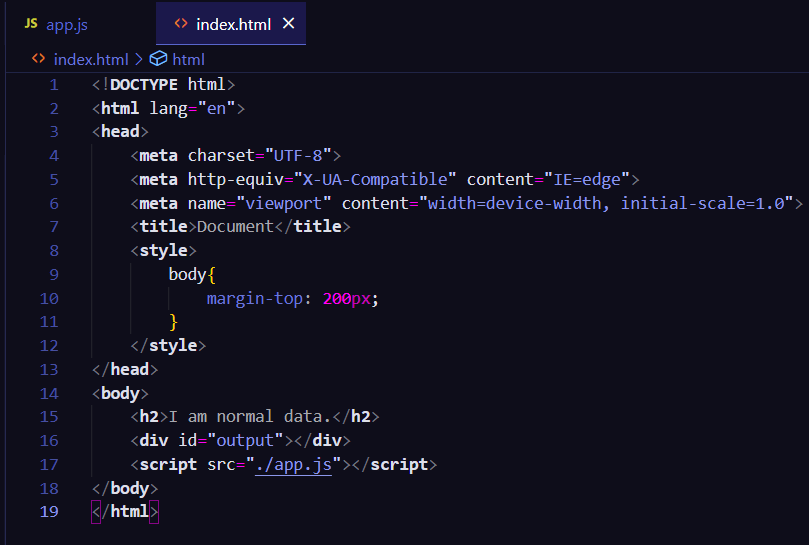 JS app.js <> index.html ✕
<> index.html > html
1 <!DOCTYPE html>
2 <html lang="en">
3 <head>
4     <meta charset="UTF-8">
5     <meta http-equiv="X-UA-Compatible" content="IE=edge">
6     <meta name="viewport" content="width=device-width, initial-scale=1.0">
7     <title>Document</title>
8     <style>
9         body{
10             margin-top: 200px;
11         }
12     </style>
13 </head>
14 <body>
15     <h2>I am normal data.</h2>
16     <div id="output"></div>
17     <script src="./app.js"></script>
18 </body>
19 </html>